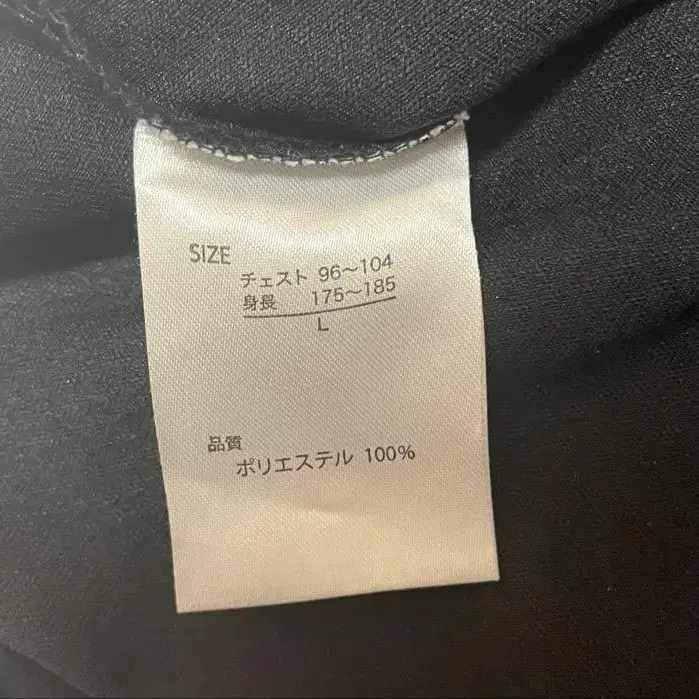 SIZE
チェスト 96～104
身長 175～185
L
品質
ポリエステル 100%